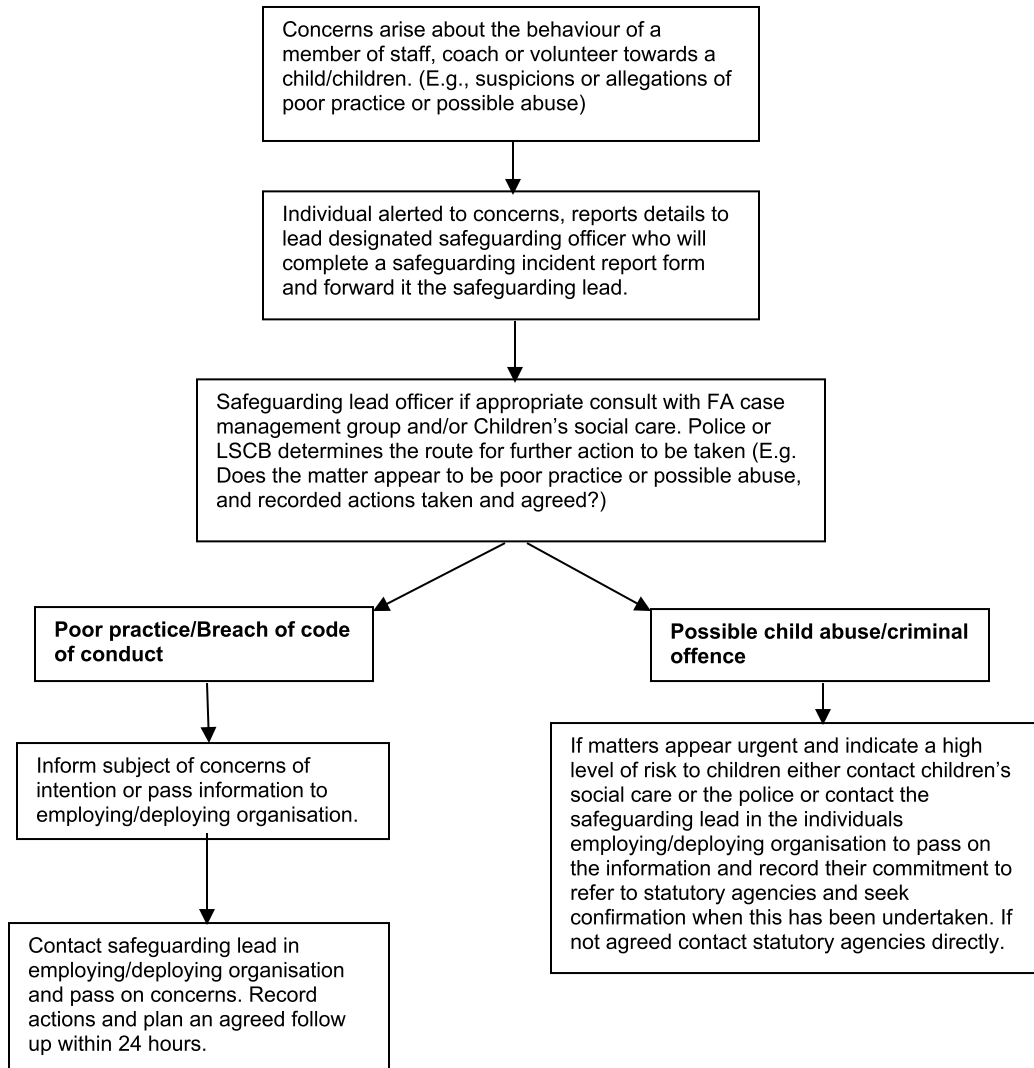 Concerns arise about the behaviour of a
member of staff, coach or volunteer towards a
child/children. (E.g., suspicions or allegations of
poor practice or possible abuse)
Individual alerted to concerns, reports details to
lead designated safeguarding officer who will
complete a safeguarding incident report form
and forward it the safeguarding lead.
Safeguarding lead officer if appropriate consult with FA case
management group and/or Children’s social care. Police or
LSCB determines the route for further action to be taken (E.g.
Does the matter appear to be poor practice or possible abuse,
and recorded actions taken and agreed?)
Poor practice/Breach of code
of conduct
Inform subject of concerns of
intention or pass information to
employing/deploying organisation.
Contact safeguarding lead in
employing/deploying organisation
and pass on concerns. Record
actions and plan an agreed follow
up within 24 hours.
Possible child abuse/criminal
offence
If matters appear urgent and indicate a high
level of risk to children either contact children’s
social care or the police or contact the
safeguarding lead in the individuals
employing/deploying organisation to pass on
the information and record their commitment to
refer to statutory agencies and seek
confirmation when this has been undertaken. If
not agreed contact statutory agencies directly.